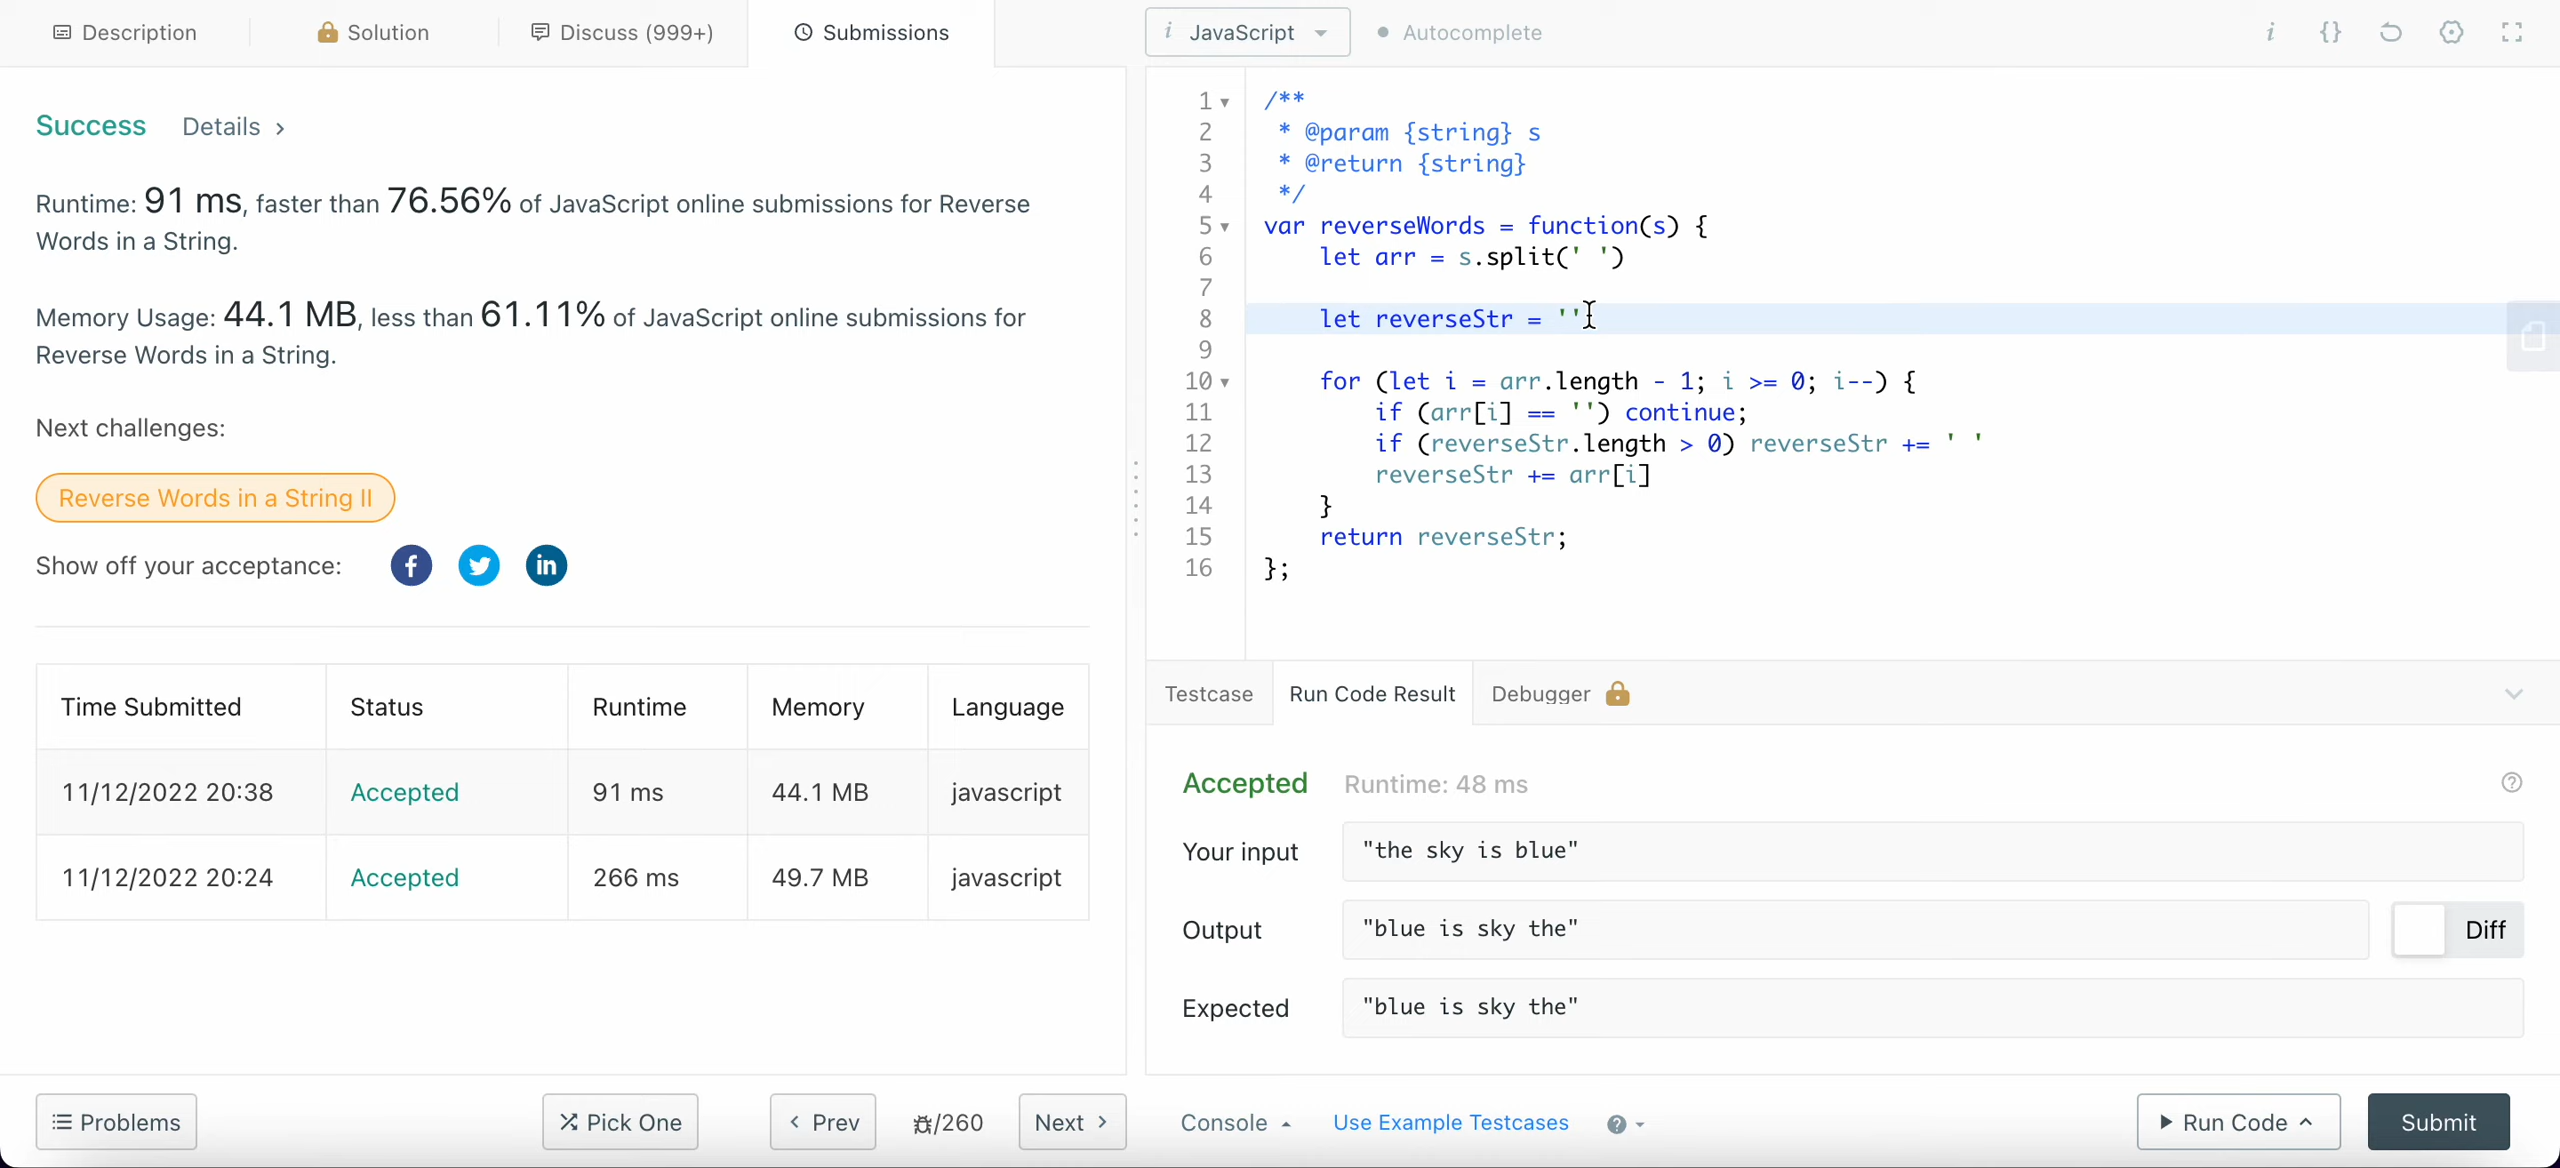 Description
Solution
Discuss (999+)
Submissions
i JavaScript
Autocomplete
i {}
Success Details >
Runtime: 91 ms, faster than 76.56% of JavaScript online submissions for Reverse
Words in a String.
Memory Usage: 44.1 MB, less than 61.11% of JavaScript online submissions for
Reverse Words in a String.
Next challenges:
Reverse Words in a String II
Show off your acceptance: f in
Time Submitted Status Runtime Memory Language
11/12/2022 20:38 Accepted 91 ms 44.1 MB javascript
11/12/2022 20:24 Accepted 266 ms 49.7 MB javascript
Problems
Pick One
< Prev
/260
Next >
1 /**
2 * @param {string} s
3 * @return {string}
4 */
5 var reverseWords = function(s) {
6 let arr = s.split(' ')
7
8 let reverseStr = ''
9
10 for (let i = arr.length - 1; i >= 0; i--) {
11 if (arr[i] == '') continue;
12 if (reverseStr.length > 0) reverseStr += ' '
13 reverseStr += arr[i]
14 }
15 return reverseStr;
16 };
Testcase
Run Code Result
Debugger
Accepted Runtime: 48 ms
?
Your input "the sky is blue"
Output "blue is sky the"
Diff
Expected "blue is sky the"
Console
Use Example Testcases
?
Run Code
Submit